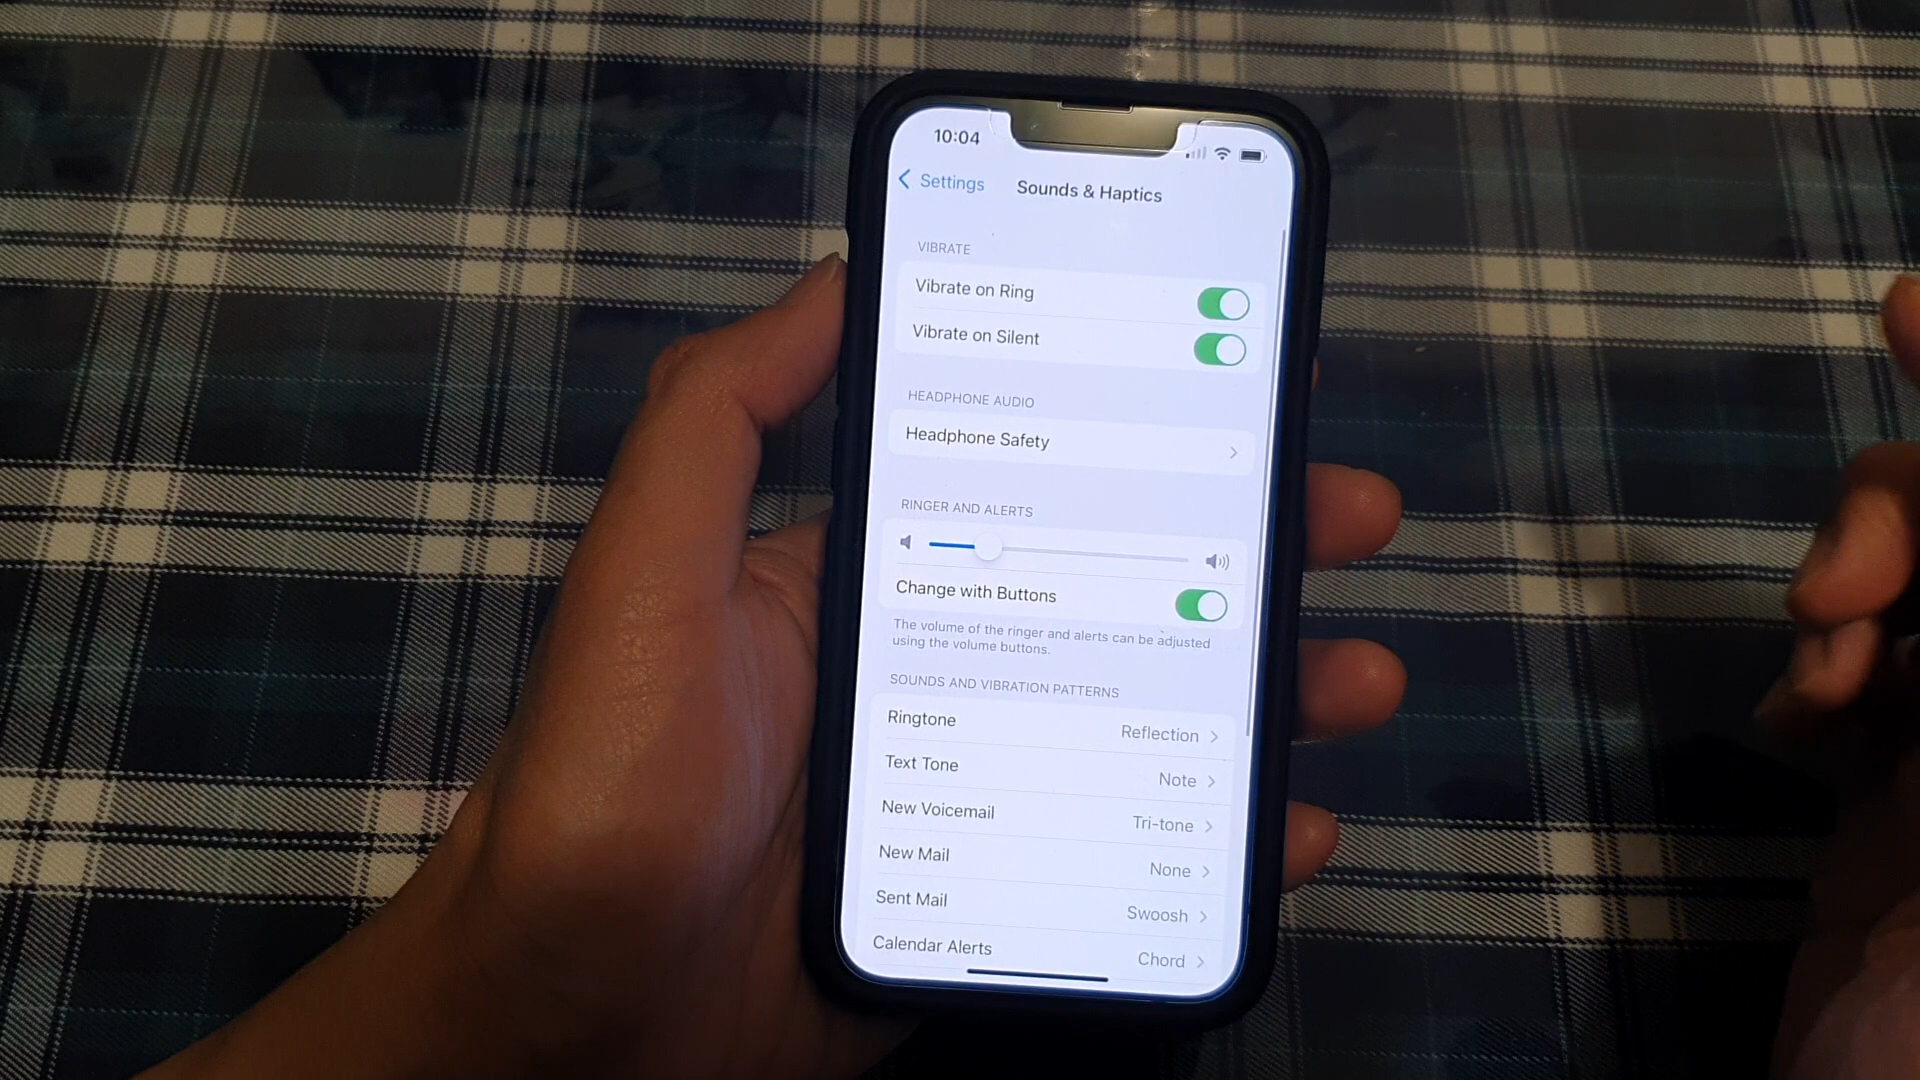 10:04
Settings
Sounds & Haptics
VIBRATE
Vibrate on Ring
Vibrate on Silent
HEADPHONE AUDIO
Headphone Safety
RINGER AND ALERTS
Change with Buttons
The volume of the ringer and alerts can be adjusted
using the volume buttons.
SOUNDS AND VIBRATION PATTERNS
Ringtone Reflection
Text Tone Note
New Voicemail Tri-tone
New Mail None
Sent Mail Swoosh
Calendar Alerts Chord